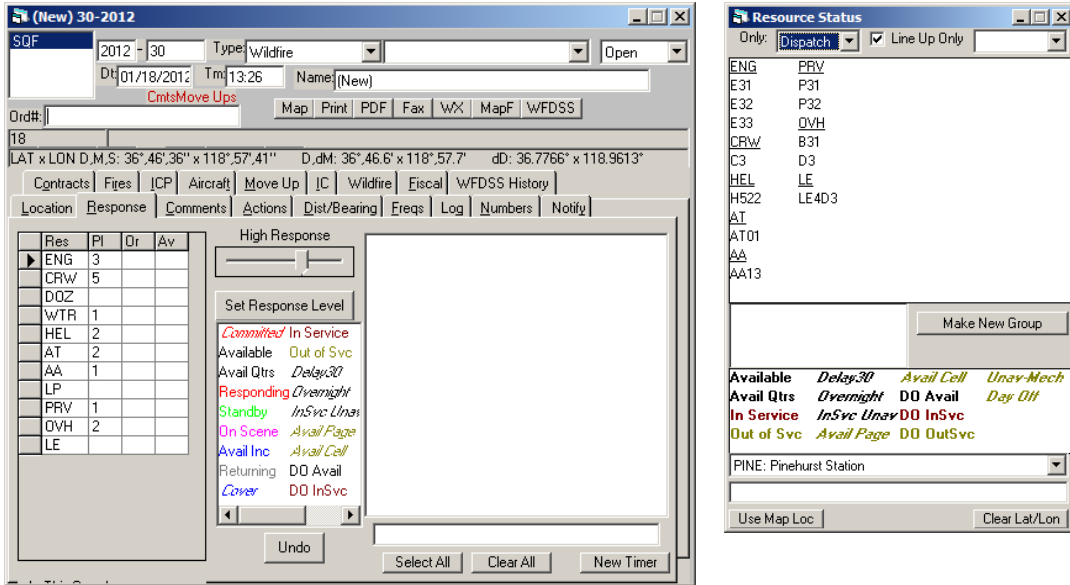 (New) 30-2012
SQF
2012 - 30 Type: Wildfire Open
Dt: 01/18/2012 Tm: 13:26 Name: (New)
CmtsMove Ups
Ord#: Map Print PDF Fax WX MapF WFDSS
18
LAT x LON D,M,S: 36°,46',36" x 118°,57',41" D,dM: 36°,46.6' x 118°,57.7' dD: 36.7766° x 118.9613°
Contracts Fires ICP Aircraft Move Up IC Wildfire Fiscal WFDSS History
Location Response Comments Actions Dist/Bearing Freqs Log Numbers Notify
Res Pl Or Av
ENG 3
CRW 5
DOZ
WTR 1
HEL 2
AT 2
AA 1
LP
PRV 1
OVH 2
LE
High Response
Set Response Level
Committed In Service
Available Out of Svc
Avail Qtrs Delay30
Responding Overnight
Standby InSvc Unav
On Scene Avail Page
Avail Inc Avail Cell
Returning DO Avail
Cover DO InSvc
Undo
Select All Clear All New Timer
Resource Status
Only: Dispatch Line Up Only
ENG PRV
E31 P31
E32 P32
E33 OVH
CRW B31
C3 D3
HEL LE
H522 LE4D3
AT
AT01
AA
AA13
Make New Group
Available Delay30 Avail Cell Unav-Mech
Avail Qtrs Overnight DO Avail Day Off
In Service InSvc Unav DO InSvc
Out of Svc Avail Page DO OutSvc
PINE: Pinehurst Station
Use Map Loc Clear Lat/Lon